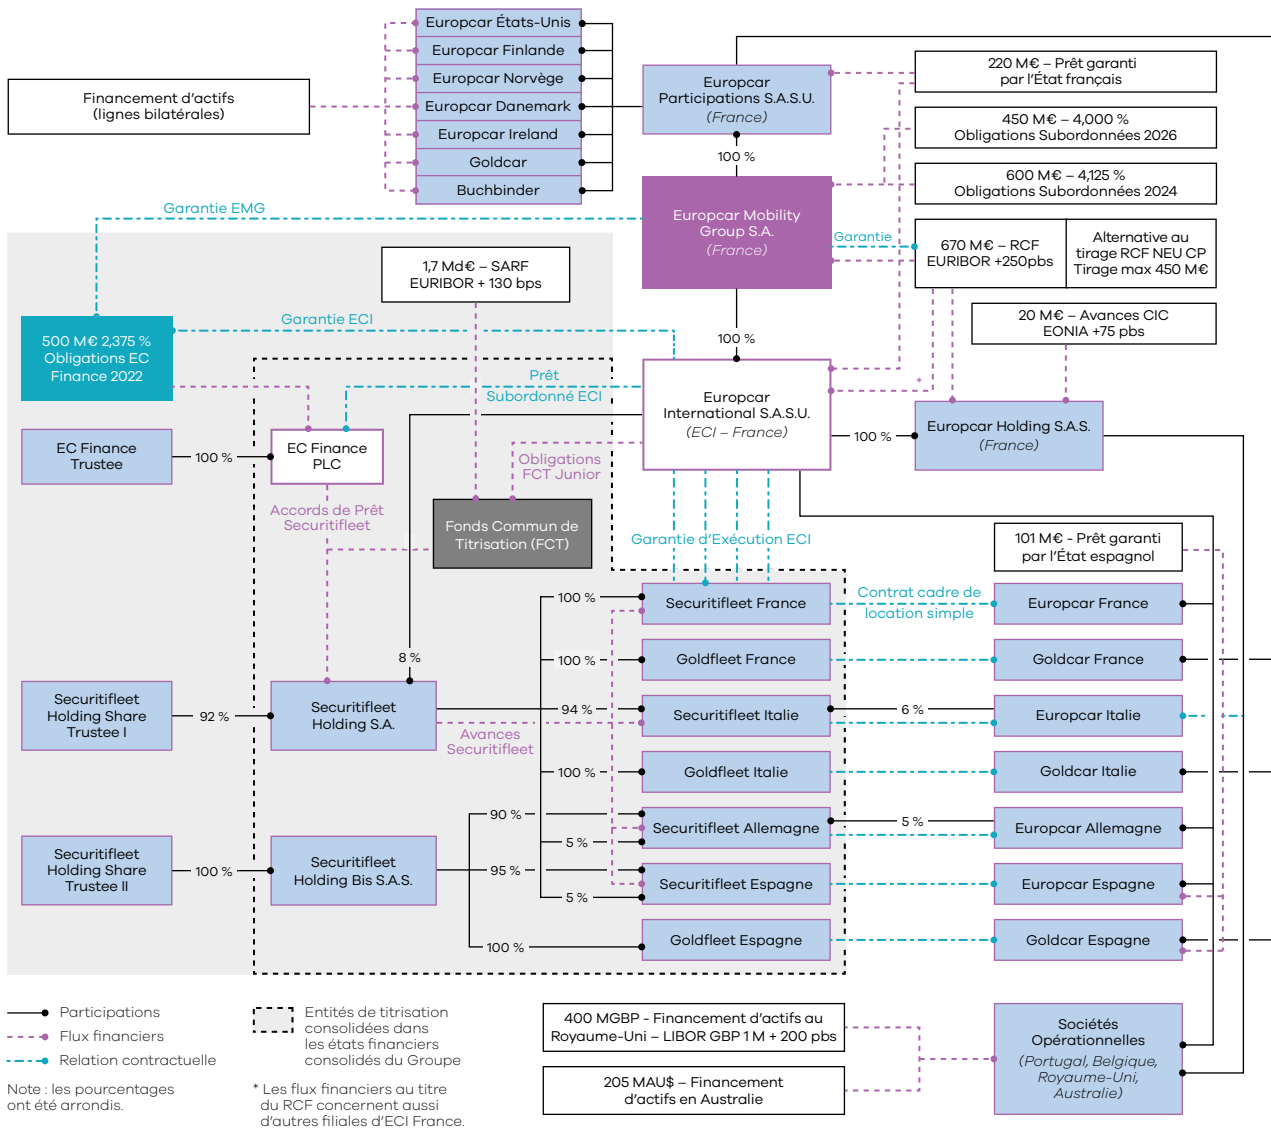 Europcar États-Unis
Europcar Finlande
Europcar Norvège
Europcar Danemark
Europcar Ireland
Goldcar
Buchbinder
Financement d'actifs
(lignes bilatérales)
Europcar
Participations S.A.S.U.
(France)
220 M€ – Prêt garanti
par l'État français
450 M€ – 4,000 %
Obligations Subordonnées 2026
100 %
600 M€ – 4,125 %
Obligations Subordonnées 2024
Garantie EMG
Europcar Mobility
Group S.A.
(France)
Garantie
670 M€ – RCF
EURIBOR +250pbs
Alternative au
tirage RCF NEU CP
Tirage max 450 M€
1,7 Md€ – SARF
EURIBOR + 130 bps
20 M€ – Avances CIC
EONIA +75 pbs
Garantie ECI
500 M€ 2,375 %
Obligations EC
Finance 2022
100 %
Prêt
Subordonné ECI
*
Europcar
International S.A.S.U.
(ECI – France)
100 %
Europcar Holding S.A.S.
(France)
EC Finance
Trustee
100 %
EC Finance
PLC
Obligations
FCT Junior
Accords de Prêt
Securitifleet
Fonds Commun de
Titrisation (FCT)
Garantie d'Exécution ECI
101 M€ - Prêt garanti
par l'État espagnol
100 %
Securitifleet France
Contrat cadre de
location simple
Europcar France
8 %
100 %
Goldfleet France
Goldcar France
Securitifleet
Holding Share
Trustee I
92 %
Securitifleet
Holding S.A.
94 %
Securitifleet Italie
6 %
Europcar Italie
Avances
Securitifleet
100 %
Goldfleet Italie
Goldcar Italie
90 %
5 %
Securitifleet Allemagne
5 %
Europcar Allemagne
Securitifleet
Holding Share
Trustee II
100 %
Securitifleet
Holding Bis S.A.S.
95 %
5 %
Securitifleet Espagne
Europcar Espagne
100 %
Goldfleet Espagne
Goldcar Espagne
Participations
Flux financiers
Relation contractuelle
Note : les pourcentages
ont été arrondis.
Entités de titrisation
consolidées dans
les états financiers
consolidés du Groupe
* Les flux financiers au titre
du RCF concernent aussi
d'autres filiales d'ECI France.
400 MGBP - Financement d'actifs au
Royaume-Uni – LIBOR GBP 1 M + 200 pbs
205 MAU$ – Financement
d'actifs en Australie
Sociétés
Opérationnelles
(Portugal, Belgique,
Royaume-Uni,
Australie)